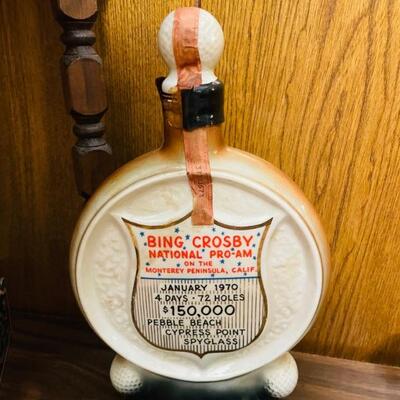 BING CROSBY
NATIONAL PRO-AM
ON THE
MONTEREY PENINSULA, CALIF.
JANUARY 1970
4 DAYS · 72 HOLES
$150,000
PEBBLE BEACH
CYPRESS POINT
SPYGLASS